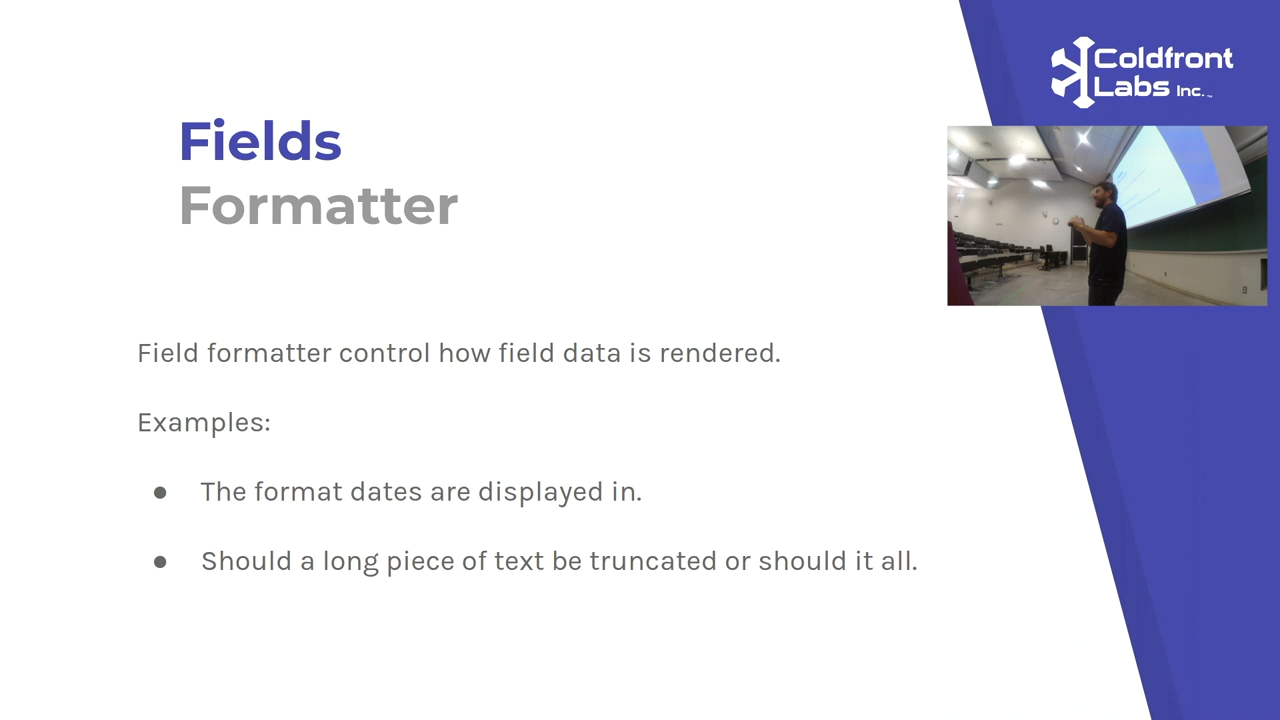 Coldfront
Labs Inc.
Fields
Formatter
Field formatter control how field data is rendered.
Examples:
● The format dates are displayed in.
● Should a long piece of text be truncated or should it all.